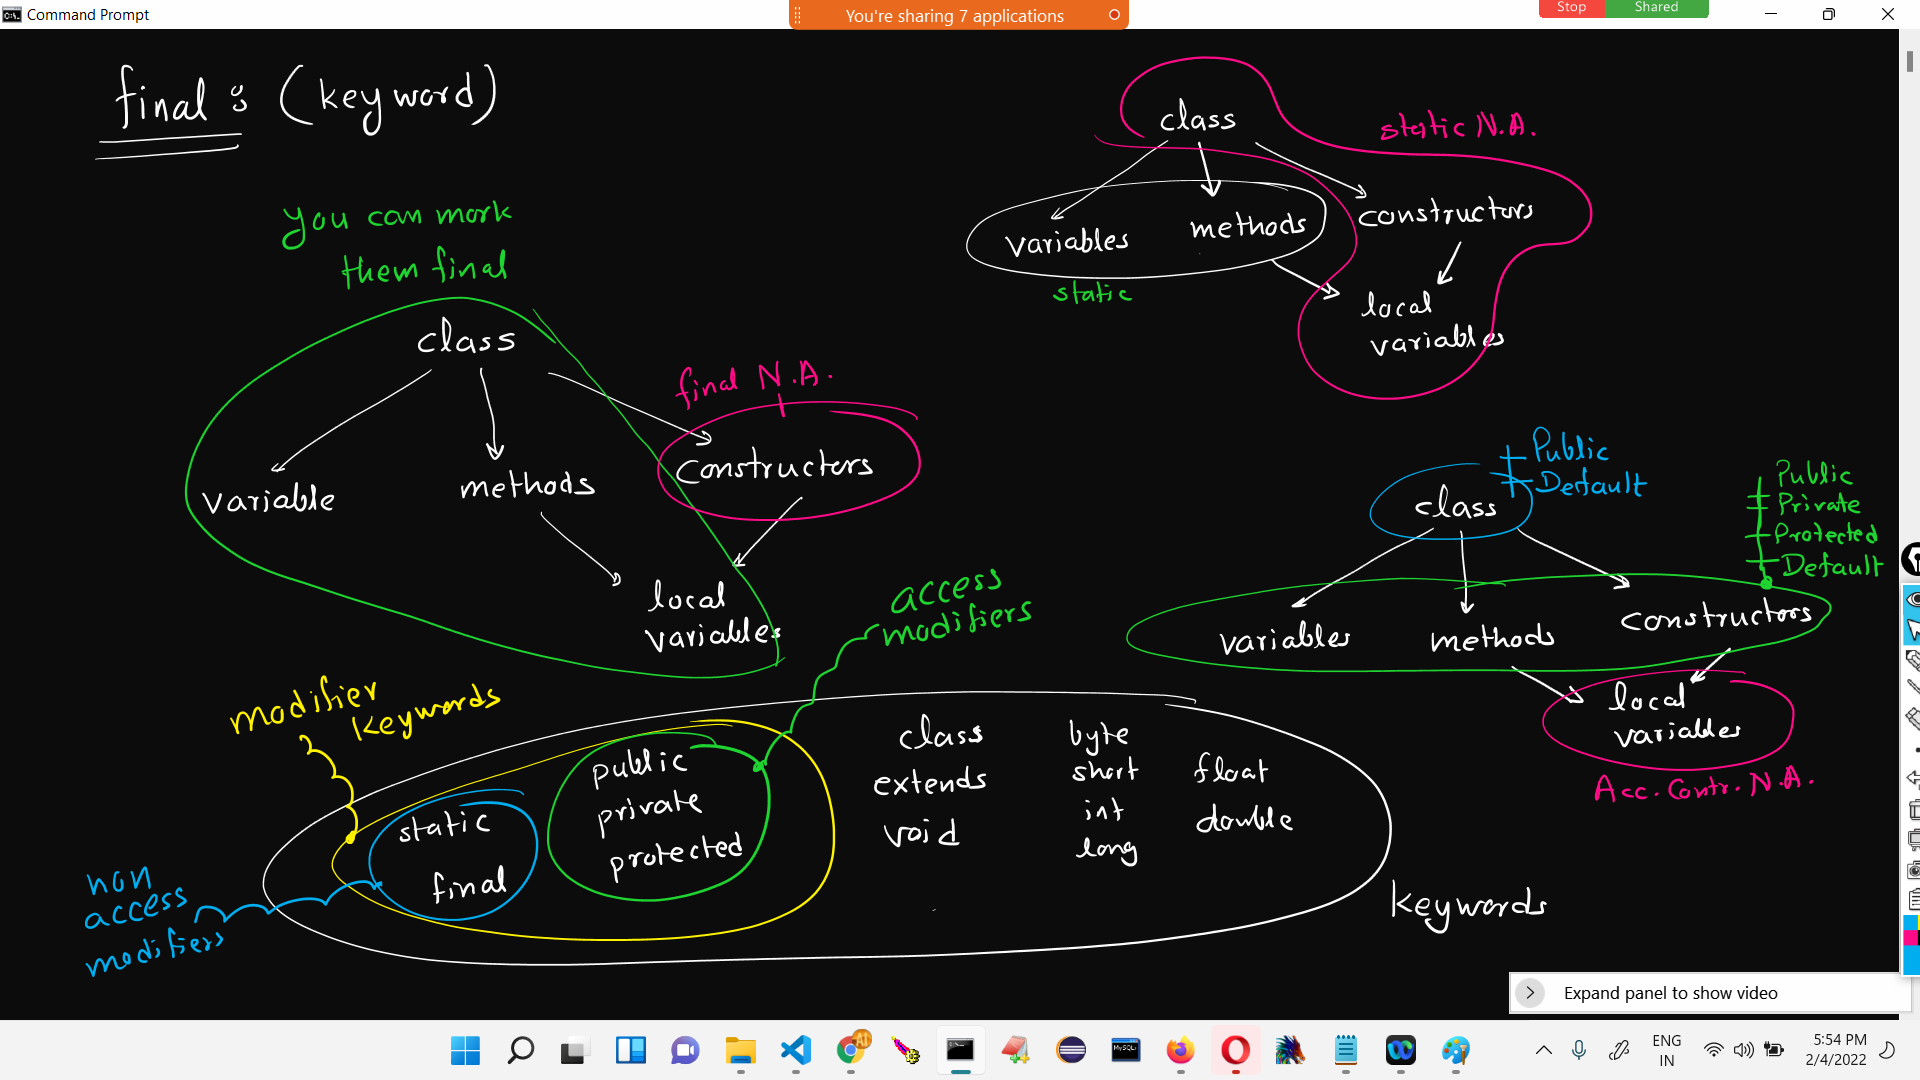 Command Prompt
You're sharing 7 applications
Stop
Shared
final : (keyword)
you can mark
them final
class
variable
methods
final N.A.
constructors
local
variables
class
static N.A.
variables
methods
constructors
static
local
variables
class
Public
Default
Public
Private
Protected
Default
variables
methods
constructors
local
variables
Acc. Contr. N.A.
access
modifiers
modifier
keywords
non
access
modifiers
static
final
public
private
protected
class
extends
void
byte
short
int
long
float
double
keywords
Expand panel to show video
AI
MySQL
ENG
IN
5:54 PM
2/4/2022